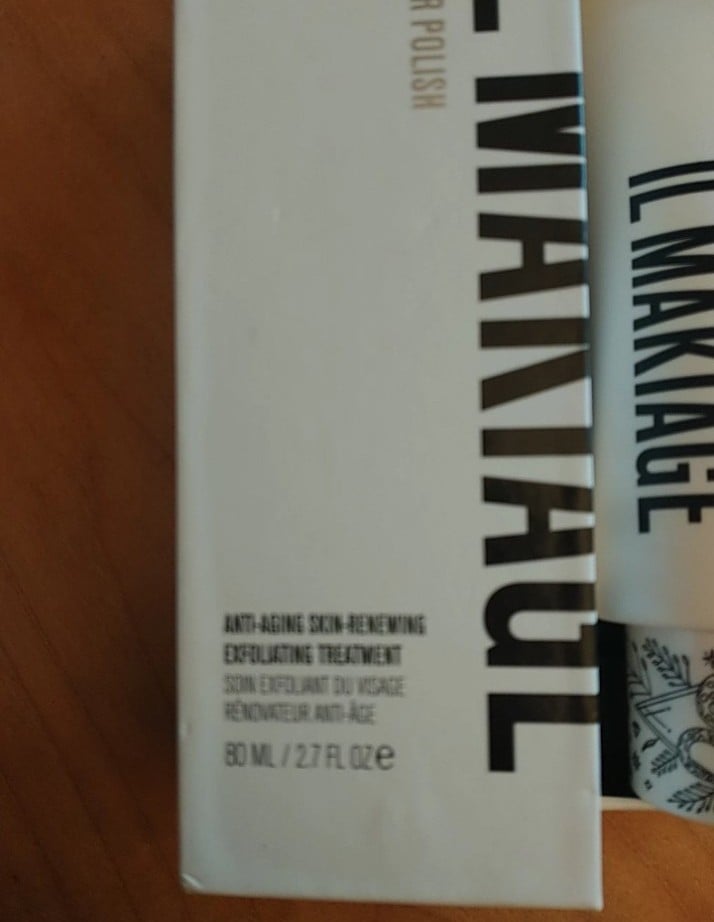 POLISH
MAKIAGE
IL MAKIAGE
ANTI-AGING SKIN-RENEWING
EXFOLIATING TREATMENT
SOIN EXFOLIANT DU VISAGE
RÉNOVATEUR ANTI-ÂGE
80 ML / 2.7 FL OZ e